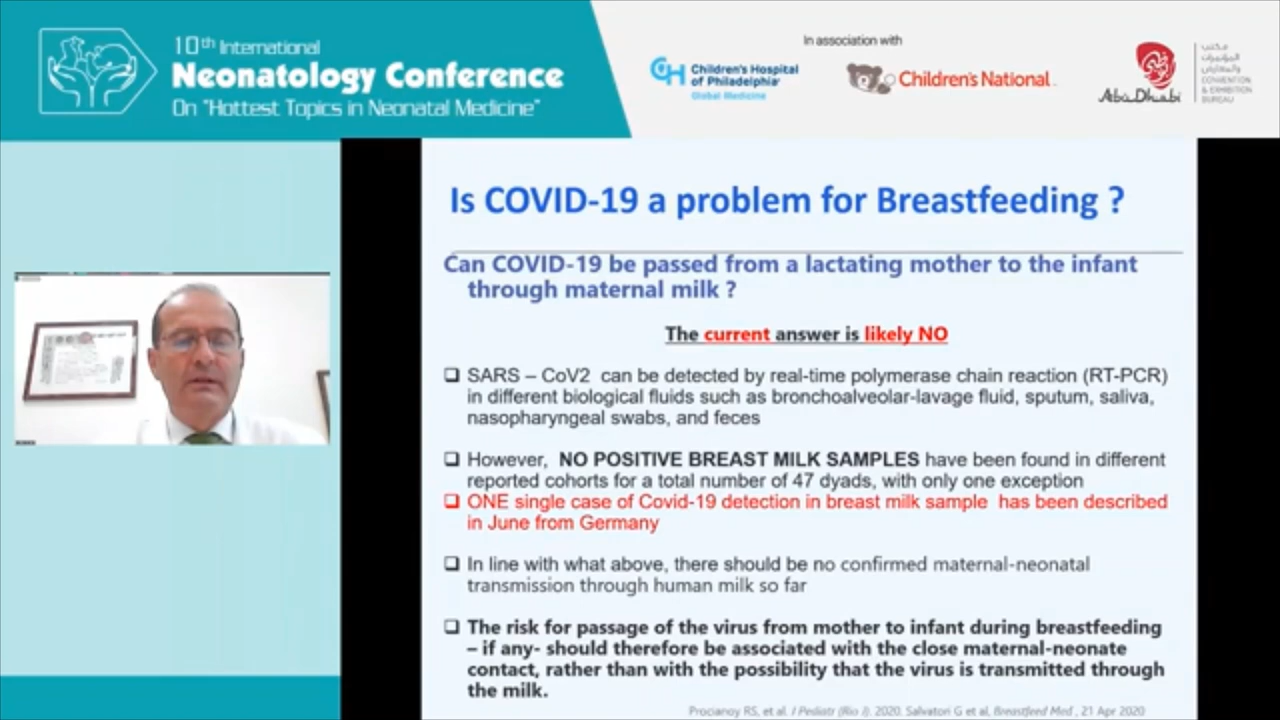 10th International
Neonatology Conference
On "Hottest Topics in Neonatal Medicine"
In association with
Children's Hospital
of Philadelphia
Global Medicine
Children's National
Abu Dhabi
مكتب
المؤتمرات
والمعارض
CONVENTION
& EXHIBITION
BUREAU
Is COVID-19 a problem for Breastfeeding ?
Can COVID-19 be passed from a lactating mother to the infant
through maternal milk ?
The current answer is likely NO
❑ SARS – CoV2 can be detected by real-time polymerase chain reaction (RT-PCR)
in different biological fluids such as bronchoalveolar-lavage fluid, sputum, saliva,
nasopharyngeal swabs, and feces
❑ However, NO POSITIVE BREAST MILK SAMPLES have been found in different
reported cohorts for a total number of 47 dyads, with only one exception
❑ ONE single case of Covid-19 detection in breast milk sample has been described
in June from Germany
❑ In line with what above, there should be no confirmed maternal-neonatal
transmission through human milk so far
❑ The risk for passage of the virus from mother to infant during breastfeeding
– if any- should therefore be associated with the close maternal-neonate
contact, rather than with the possibility that the virus is transmitted through
the milk.
Procianoy RS, et al. J Pediatr (Rio J). 2020, Salvatori G et al, Breastfeed Med , 21 Apr 2020